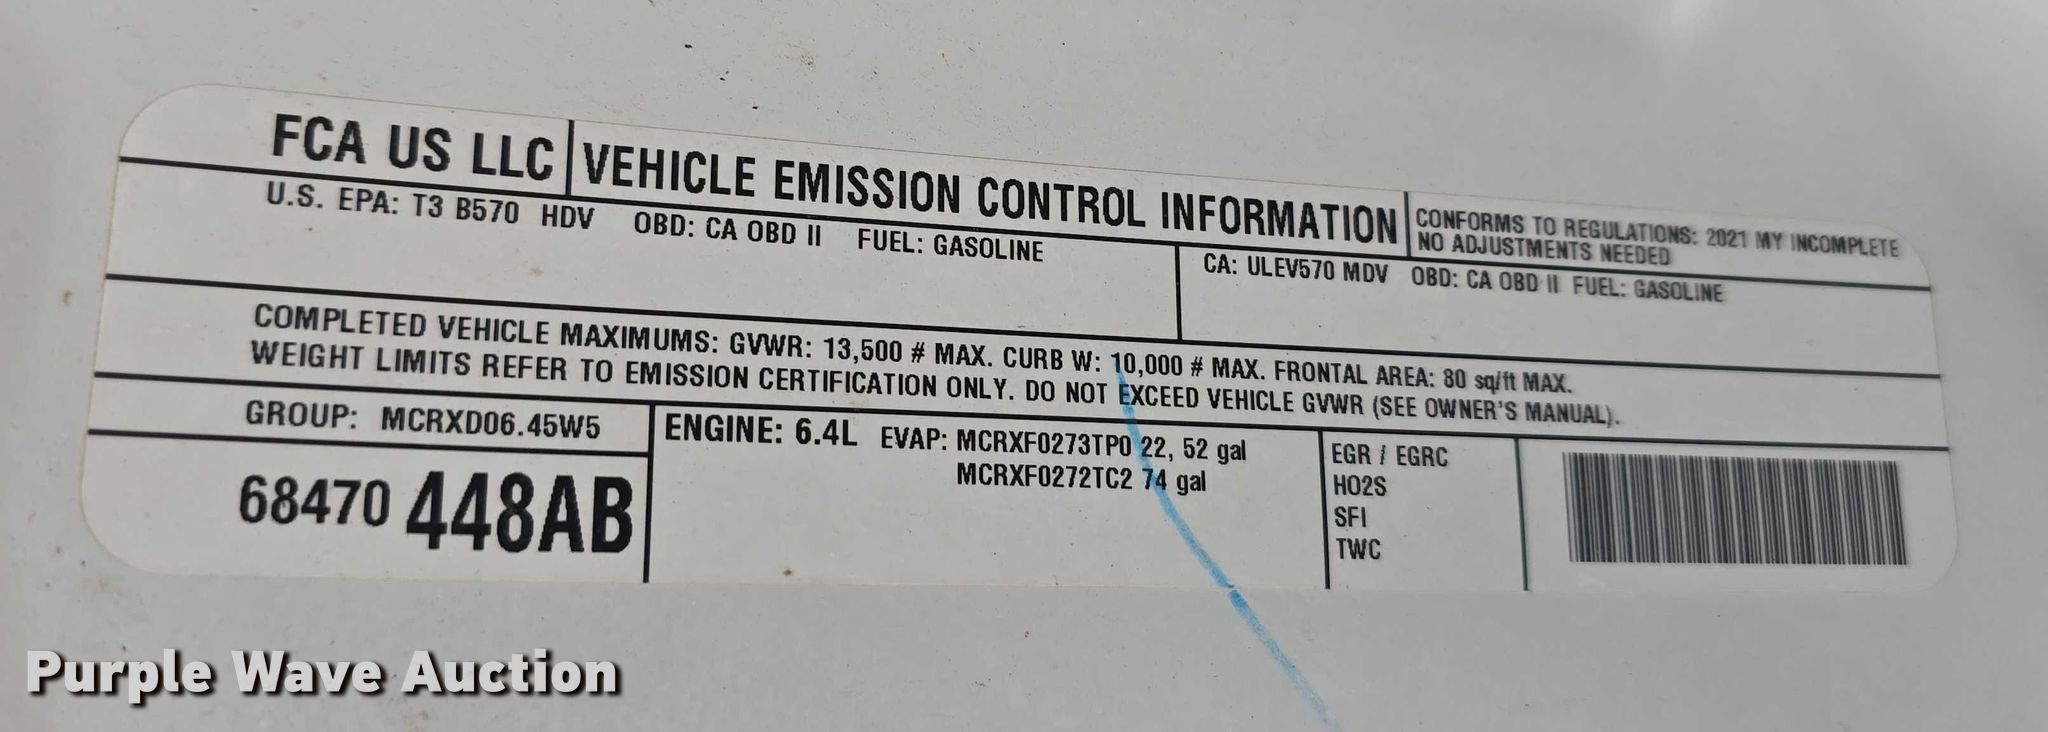 FCA US LLC VEHICLE EMISSION CONTROL INFORMATION
CONFORMS TO REGULATIONS: 2021 MY INCOMPLETE
NO ADJUSTMENTS NEEDED
U.S. EPA: T3 B570 HDV OBD: CA OBD II FUEL: GASOLINE
CA: ULEV570 MDV OBD: CA OBD II FUEL: GASOLINE
COMPLETED VEHICLE MAXIMUMS: GVWR: 13,500 # MAX. CURB W: 10,000 # MAX. FRONTAL AREA: 80 sq/ft MAX.
WEIGHT LIMITS REFER TO EMISSION CERTIFICATION ONLY. DO NOT EXCEED VEHICLE GVWR (SEE OWNER'S MANUAL).
GROUP: MCRXD06.45W5
68470 448AB
ENGINE: 6.4L EVAP: MCRXF0273TP0 22, 52 gal
MCRXF0272TC2 74 gal
EGR / EGRC
HO2S
SFI
TWC
Purple Wave Auction